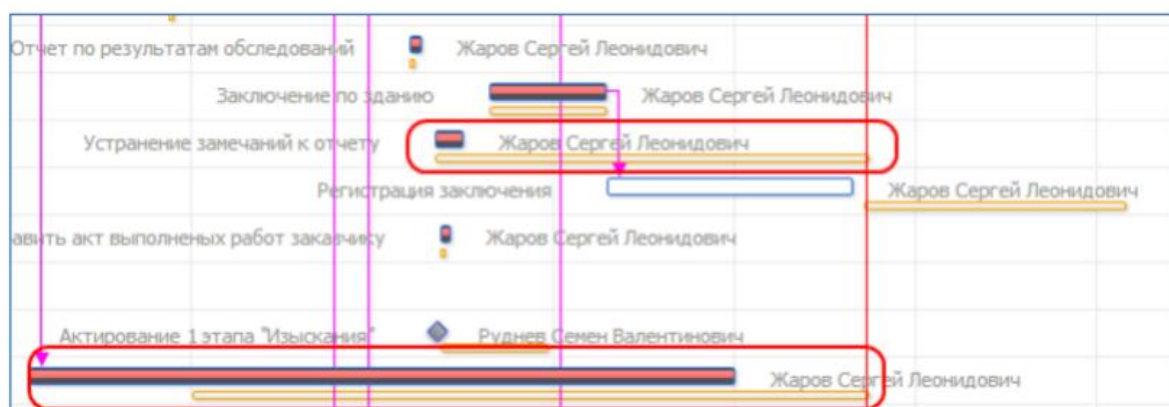 Отчет по результатам обследований Жаров Сергей Леонидович
Заключение по зданию Жаров Сергей Леонидович
Устранение замечаний к отчету Жаров Сергей Леонидович
Регистрация заключения Жаров Сергей Леонидович
авить акт выполненых работ заказчику Жаров Сергей Леонидович
Актирование 1 этапа "Изыскания" Руднев Семен Валентинович
Жаров Сергей Леонидович